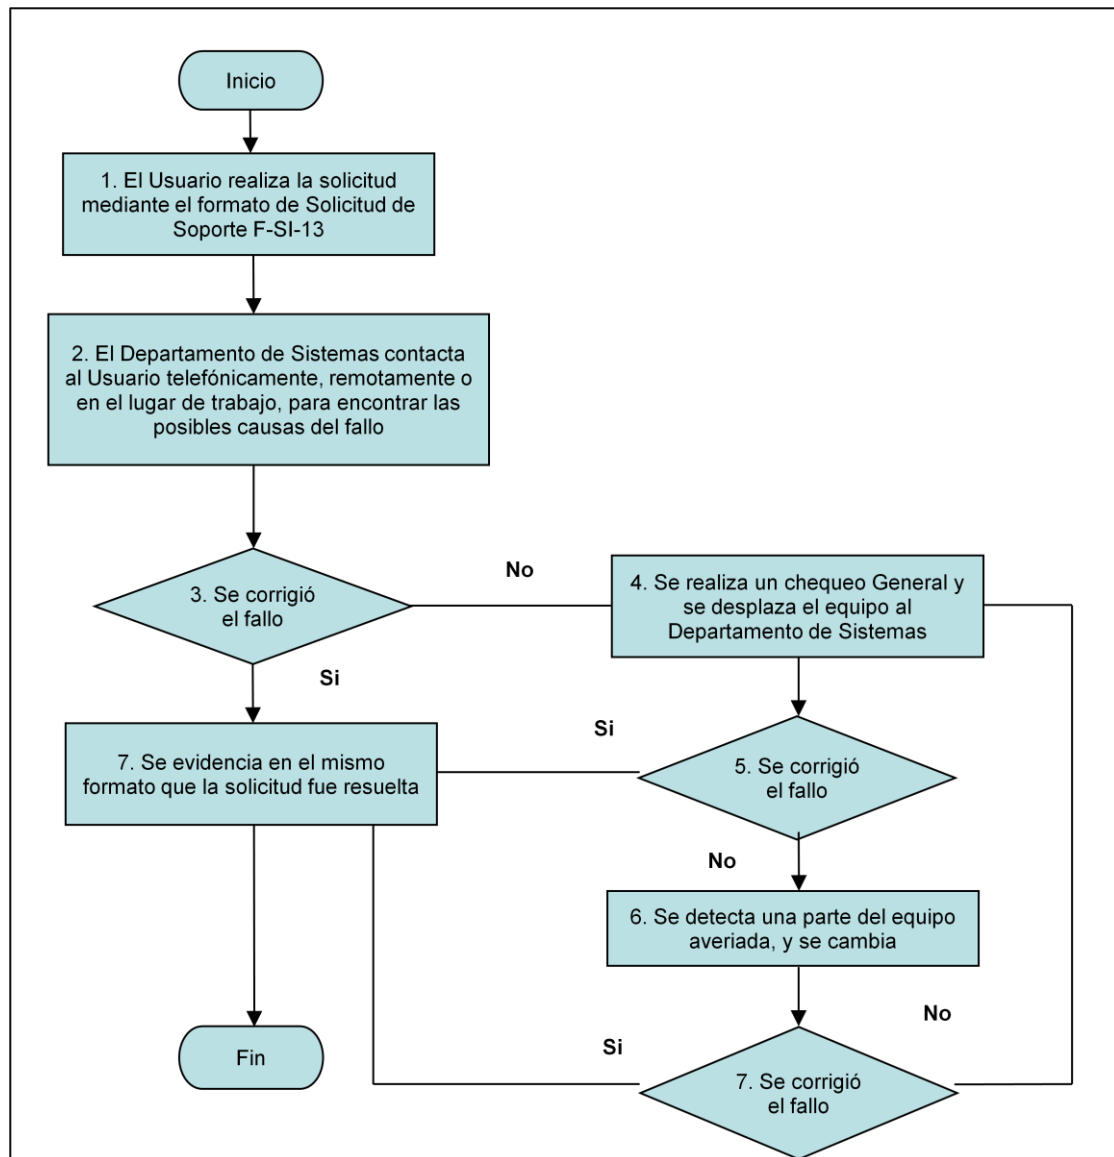 Inicio
1. El Usuario realiza la solicitud
mediante el formato de Solicitud de
Soporte F-SI-13
2. El Departamento de Sistemas contacta
al Usuario telefónicamente, remotamente o
en el lugar de trabajo, para encontrar las
posibles causas del fallo
3. Se corrigió
el fallo
No
4. Se realiza un chequeo General y
se desplaza el equipo al
Departamento de Sistemas
Si
7. Se evidencia en el mismo
formato que la solicitud fue resuelta
Si
5. Se corrigió
el fallo
No
6. Se detecta una parte del equipo
averiada, y se cambia
No
Si
7. Se corrigió
el fallo
Fin